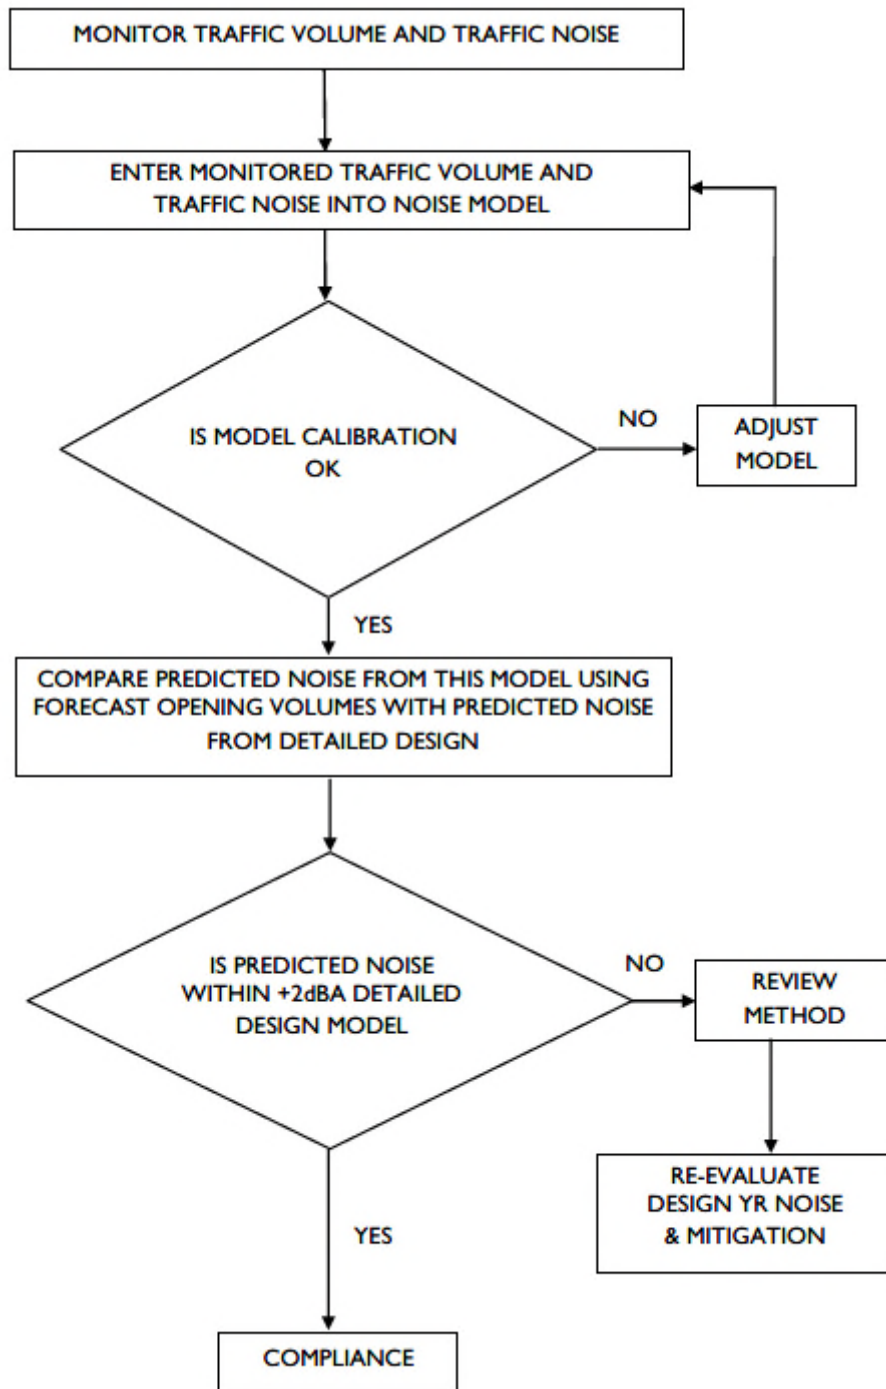 MONITOR TRAFFIC VOLUME AND TRAFFIC NOISE
ENTER MONITORED TRAFFIC VOLUME AND
TRAFFIC NOISE INTO NOISE MODEL
IS MODEL CALIBRATION
OK
NO
ADJUST
MODEL
YES
COMPARE PREDICTED NOISE FROM THIS MODEL USING
FORECAST OPENING VOLUMES WITH PREDICTED NOISE
FROM DETAILED DESIGN
IS PREDICTED NOISE
WITHIN +2dBA DETAILED
DESIGN MODEL
NO
REVIEW
METHOD
RE-EVALUATE
DESIGN YR NOISE
& MITIGATION
YES
COMPLIANCE